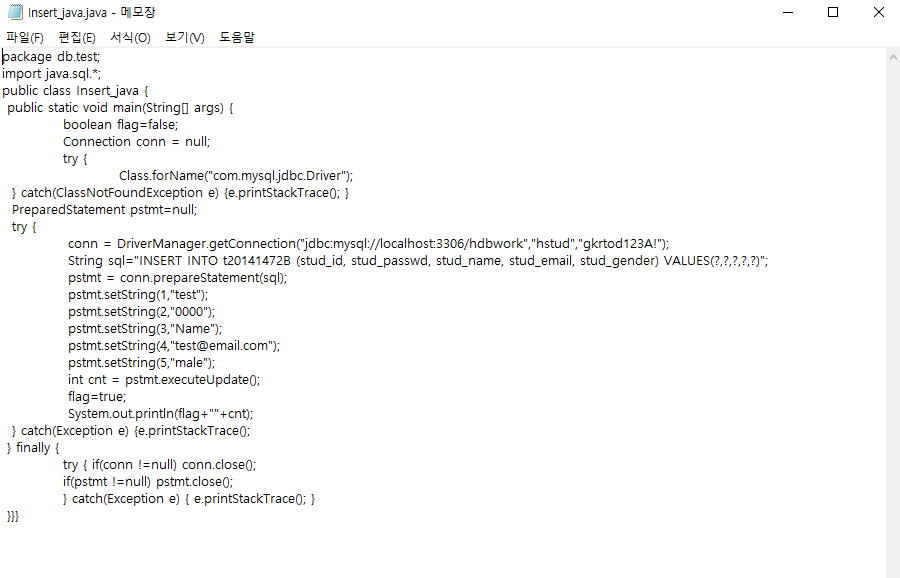 Insert_java.java - 메모장
파일(F) 편집(E) 서식(O) 보기(V) 도움말
package db.test;
import java.sql.*;
public class Insert_java {
public static void main(String[] args) {
boolean flag=false;
Connection conn = null;
try {
Class.forName("com.mysql.jdbc.Driver");
} catch(ClassNotFoundException e) {e.printStackTrace(); }
PreparedStatement pstmt=null;
try {
conn = DriverManager.getConnection("jdbc:mysql://localhost:3306/hdbwork","hstud","gkrtod123A!");
String sql="INSERT INTO t20141472B (stud_id, stud_passwd, stud_name, stud_email, stud_gender) VALUES(?,?,?,?,?)";
pstmt = conn.prepareStatement(sql);
pstmt.setString(1,"test");
pstmt.setString(2,"0000");
pstmt.setString(3,"Name");
pstmt.setString(4,"test@email.com");
pstmt.setString(5,"male");
int cnt = pstmt.executeUpdate();
flag=true;
System.out.println(flag+""+cnt);
} catch(Exception e) {e.printStackTrace();
} finally {
try { if(conn !=null) conn.close();
if(pstmt !=null) pstmt.close();
} catch(Exception e) { e.printStackTrace(); }
}}}